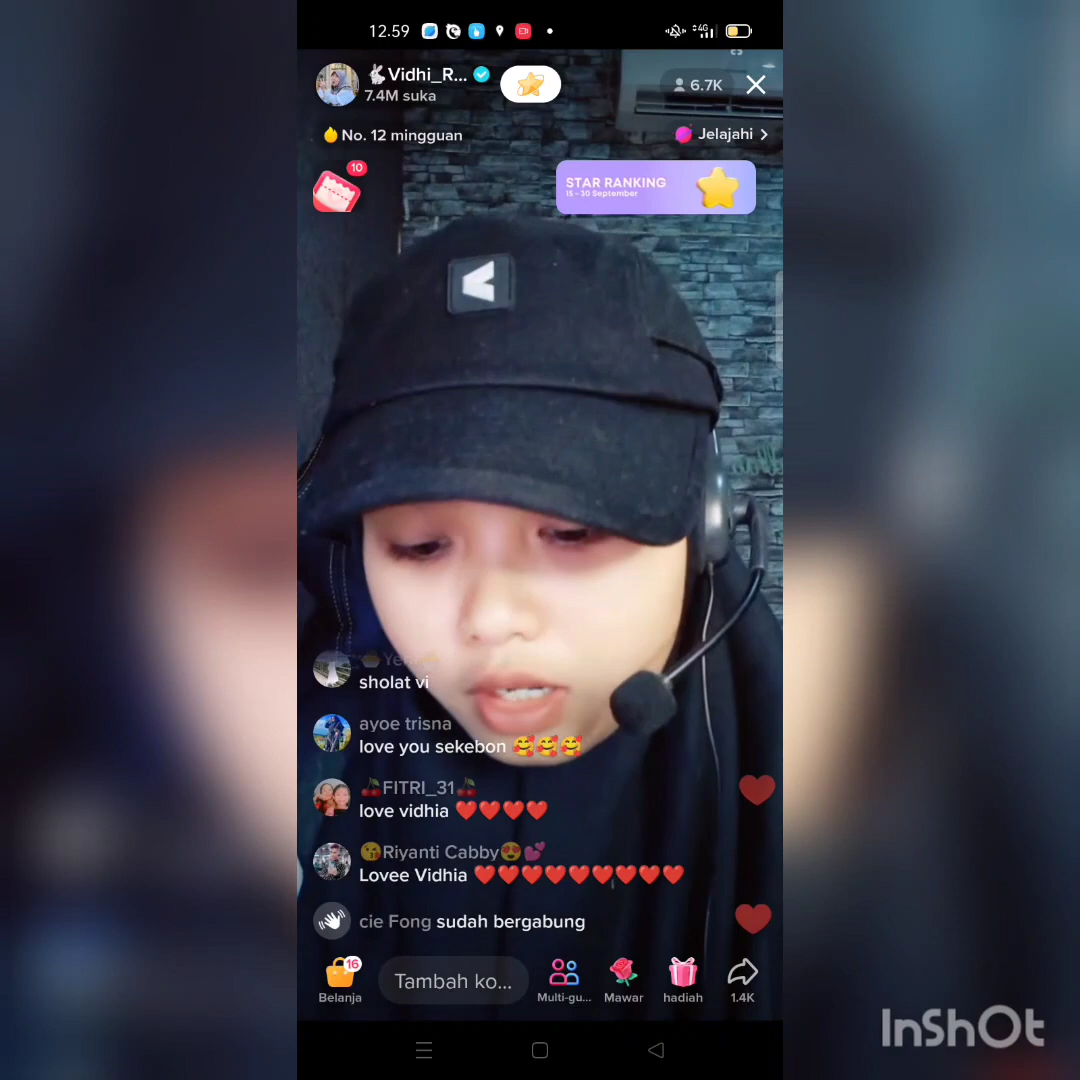 12.59
4G
Vidhi_R...
7.4M suka
6.7K
No. 12 mingguan
Jelajahi >
10
STAR RANKING
15 - 30 September
sholat vi
ayoe trisna
love you sekebon 🥰🥰🥰
🍒FITRI_31🍒
love vidhia ❤️❤️❤️❤️
😘Riyanti Cabby😍💕
Lovee Vidhia ❤️❤️❤️❤️❤️❤️❤️❤️❤️
cie Fong sudah bergabung
16
Belanja
Tambah ko...
Multi-gu...
Mawar
hadiah
1.4K
InShOt